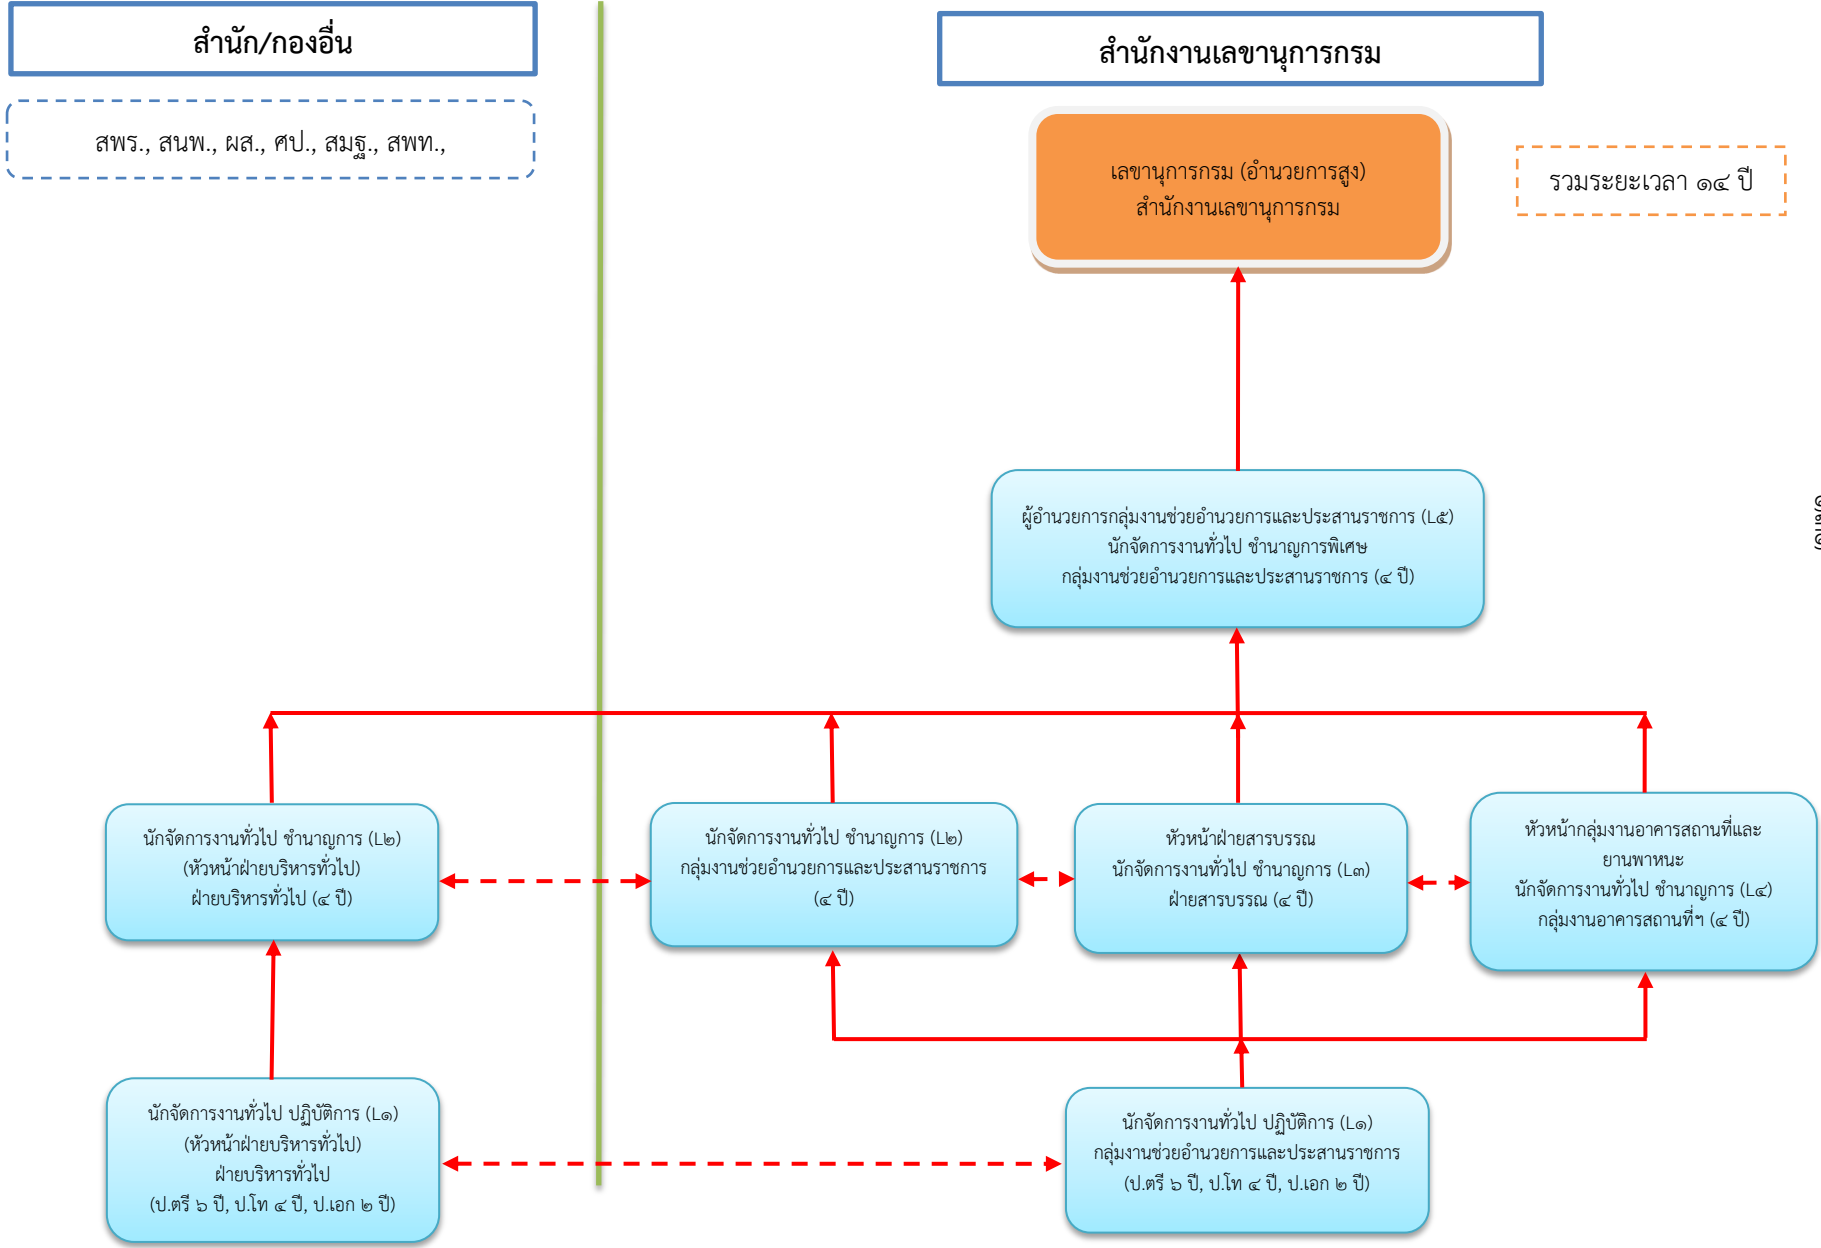 สำนัก/กองอื่น
สำนักงานเลขานุการกรม
สพร., สนพ., ผส., ศป., สมฐ., สพท.,
เลขานุการกรม (อำนวยการสูง)
สำนักงานเลขานุการกรม
รวมระยะเวลา ๑๔ ปี
ผู้อำนวยการกลุ่มงานช่วยอำนวยการและประสานราชการ (L๕)
นักจัดการงานทั่วไป ชำนาญการพิเศษ
กลุ่มงานช่วยอำนวยการและประสานราชการ (๔ ปี)
นักจัดการงานทั่วไป ชำนาญการ (L๒)
(หัวหน้าฝ่ายบริหารทั่วไป)
ฝ่ายบริหารทั่วไป (๔ ปี)
นักจัดการงานทั่วไป ชำนาญการ (L๒)
กลุ่มงานช่วยอำนวยการและประสานราชการ
(๔ ปี)
หัวหน้าฝ่ายสารบรรณ
นักจัดการงานทั่วไป ชำนาญการ (L๓)
ฝ่ายสารบรรณ (๔ ปี)
หัวหน้ากลุ่มงานอาคารสถานที่และ
ยานพาหนะ
นักจัดการงานทั่วไป ชำนาญการ (L๔)
กลุ่มงานอาคารสถานที่ฯ (๔ ปี)
นักจัดการงานทั่วไป ปฏิบัติการ (L๑)
(หัวหน้าฝ่ายบริหารทั่วไป)
ฝ่ายบริหารทั่วไป
(ป.ตรี ๖ ปี, ป.โท ๔ ปี, ป.เอก ๒ ปี)
นักจัดการงานทั่วไป ปฏิบัติการ (L๑)
กลุ่มงานช่วยอำนวยการและประสานราชการ
(ป.ตรี ๖ ปี, ป.โท ๔ ปี, ป.เอก ๒ ปี)